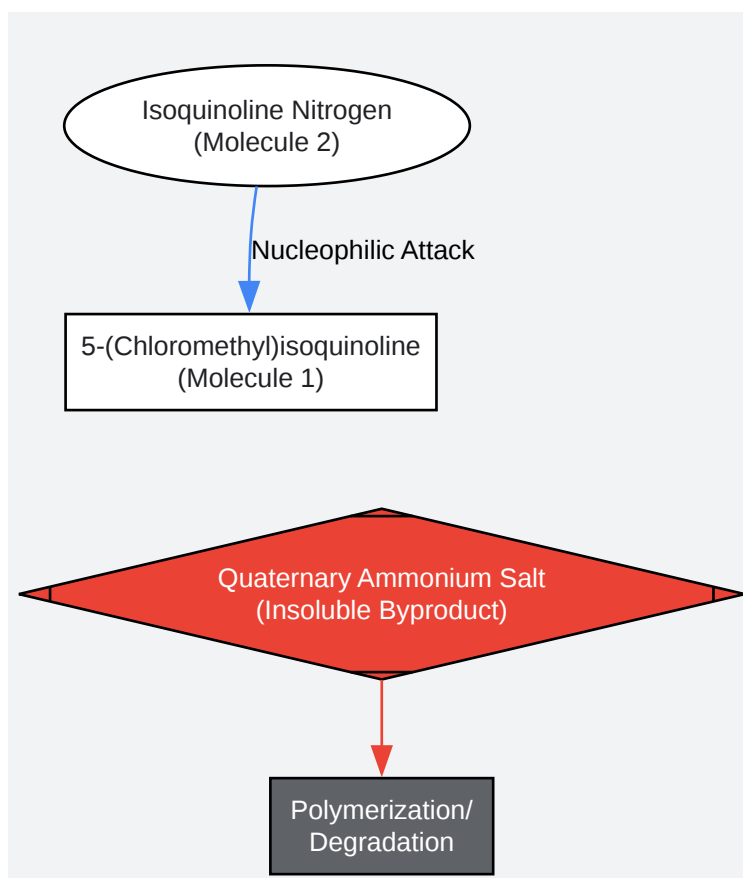 Isoquinoline Nitrogen
(Molecule 2)
Nucleophilic Attack
5-(Chloromethyl)isoquinoline
(Molecule 1)
Quaternary Ammonium Salt
(Insoluble Byproduct)
Polymerization/
Degradation